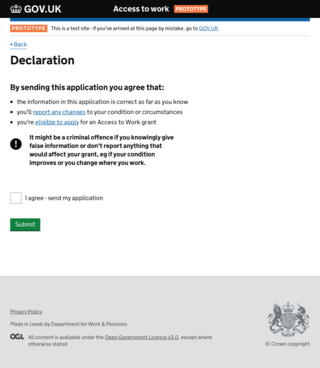 GOV.UK
Access to work PROTOTYPE
PROTOTYPE This is a test site - if you've arrived at this page by mistake, go to GOV.UK
Back
Declaration
By sending this application you agree that:
• the information in this application is correct as far as you know
• you'll report any changes to your condition or circumstances
• you're eligible to apply for an Access to Work grant
! It might be a criminal offence if you knowingly give
false information or don't report anything that
would affect your grant, eg if your condition
improves or you change where you work.
I agree - send my application
Submit
Privacy Policy
Made in Leeds by Department for Work & Pensions
OGL All content is available under the Open Government Licence v3.0, except where
otherwise stated
© Crown copyright